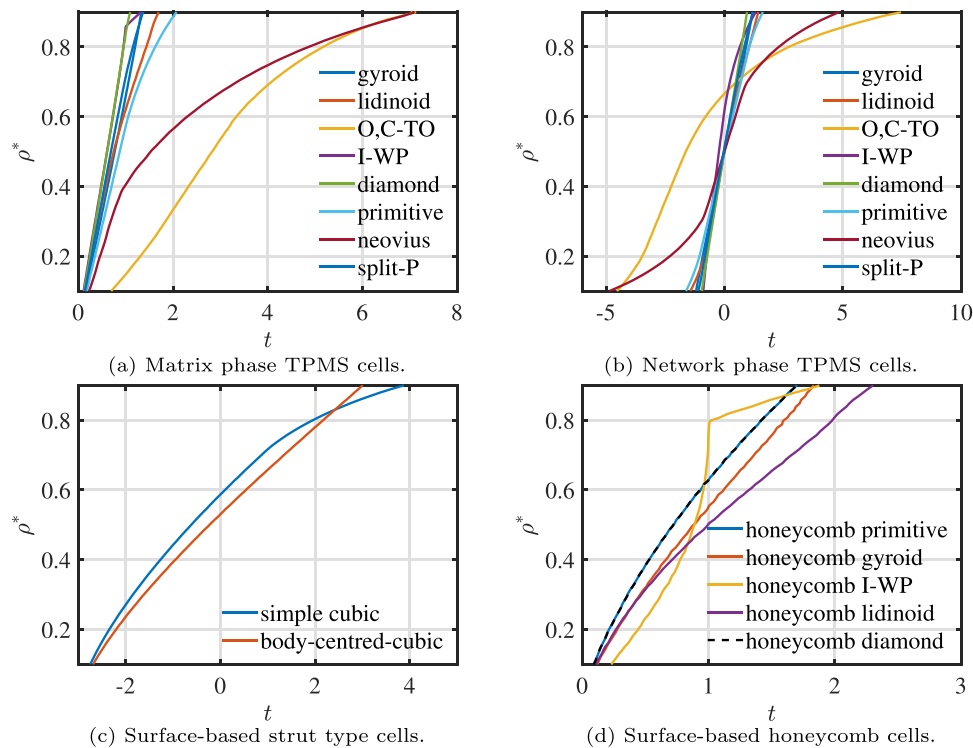 ρ*
0.8
0.6
0.4
0.2
gyroid
lidinoid
O,C-TO
I-WP
diamond
primitive
neovius
split-P
0 2 4 6 8
t
(a) Matrix phase TPMS cells.
ρ*
0.8
0.6
0.4
0.2
gyroid
lidinoid
O,C-TO
I-WP
diamond
primitive
neovius
split-P
-5 0 5 10
t
(b) Network phase TPMS cells.
ρ*
0.8
0.6
0.4
0.2
simple cubic
body-centred-cubic
-2 0 2 4
t
(c) Surface-based strut type cells.
ρ*
0.8
0.6
0.4
0.2
honeycomb primitive
honeycomb gyroid
honeycomb I-WP
honeycomb lidinoid
honeycomb diamond
0 1 2 3
t
(d) Surface-based honeycomb cells.